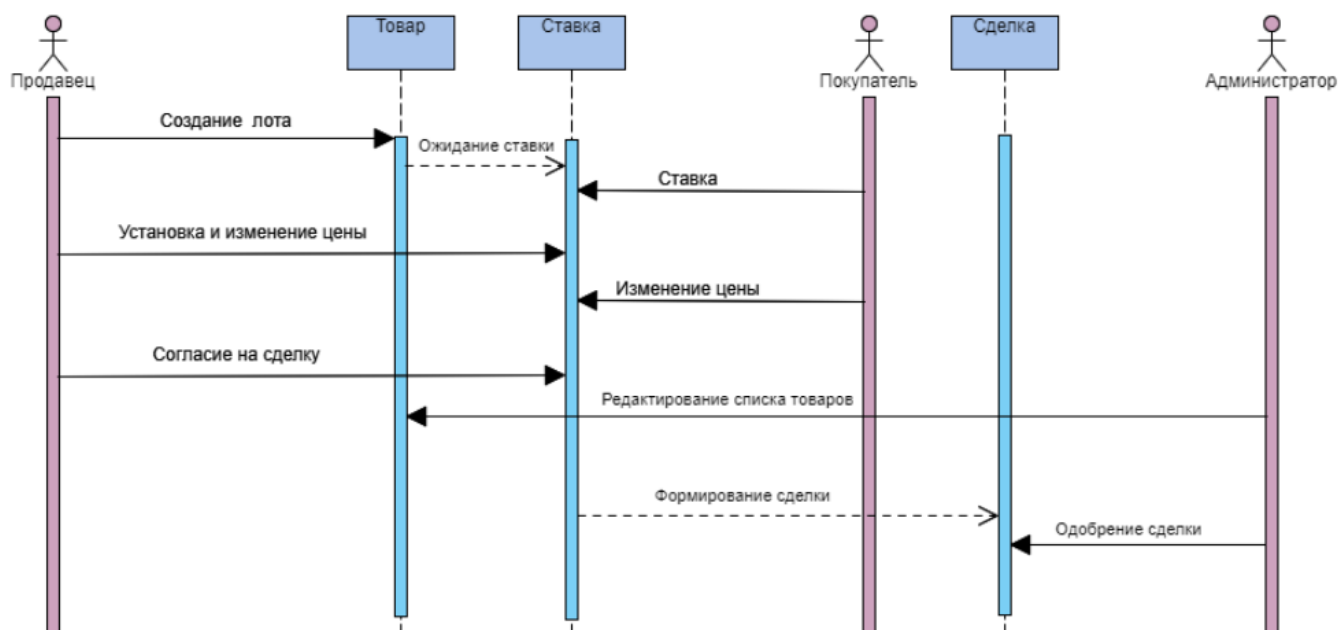 Товар
Ставка
Сделка
Продавец
Покупатель
Администратор
Создание лота
Ожидание ставки
Ставка
Установка и изменение цены
Изменение цены
Согласие на сделку
Редактирование списка товаров
Формирование сделки
Одобрение сделки